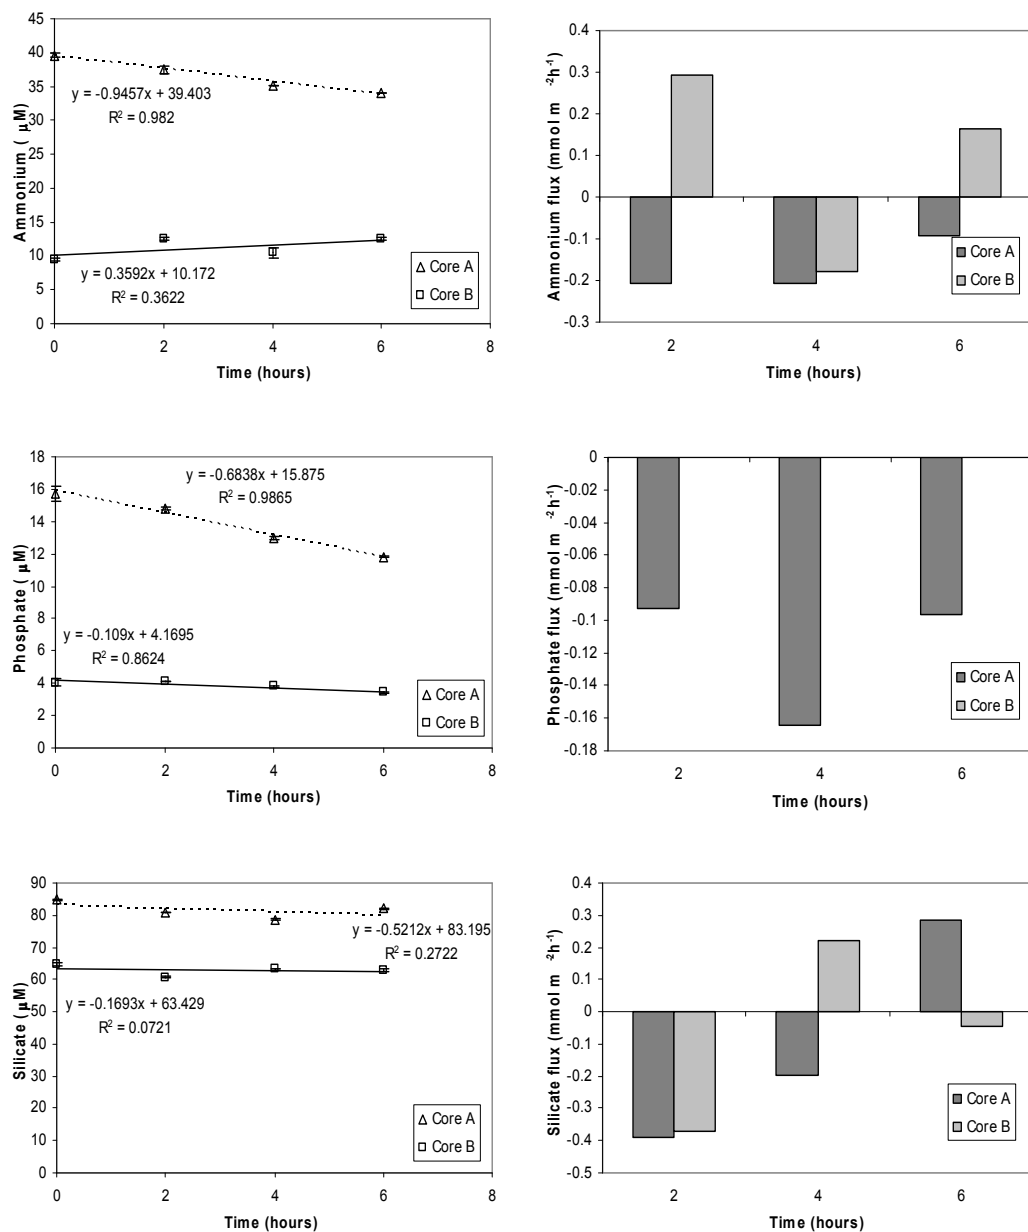 45
40
35
30
25
20
15
10
5
0
Ammonium ( µM)
y = -0.9457x + 39.403
R² = 0.982
y = 0.3592x + 10.172
R² = 0.3622
Core A
Core B
0
2
4
6
8
Time (hours)
0.4
0.3
0.2
0.1
0
-0.1
-0.2
-0.3
Ammonium flux (mmol m ⁻²h⁻¹)
Core A
Core B
2
4
6
Time (hours)
18
16
14
12
10
8
6
4
2
0
Phosphate ( µM)
y = -0.6838x + 15.875
R² = 0.9865
y = -0.109x + 4.1695
R² = 0.8624
Core A
Core B
0
2
4
6
8
Time (hours)
0
-0.02
-0.04
-0.06
-0.08
-0.1
-0.12
-0.14
-0.16
-0.18
Phosphate flux (mmol m ⁻²h⁻¹)
Core A
Core B
2
4
6
Time (hours)
90
80
70
60
50
40
30
20
10
0
Silicate ( µM)
y = -0.5212x + 83.195
R² = 0.2722
y = -0.1693x + 63.429
R² = 0.0721
Core A
Core B
0
2
4
6
8
Time (hours)
0.4
0.3
0.2
0.1
0
-0.1
-0.2
-0.3
-0.4
-0.5
Silicate flux (mmol m ⁻²h⁻¹)
Core A
Core B
2
4
6
Time (hours)